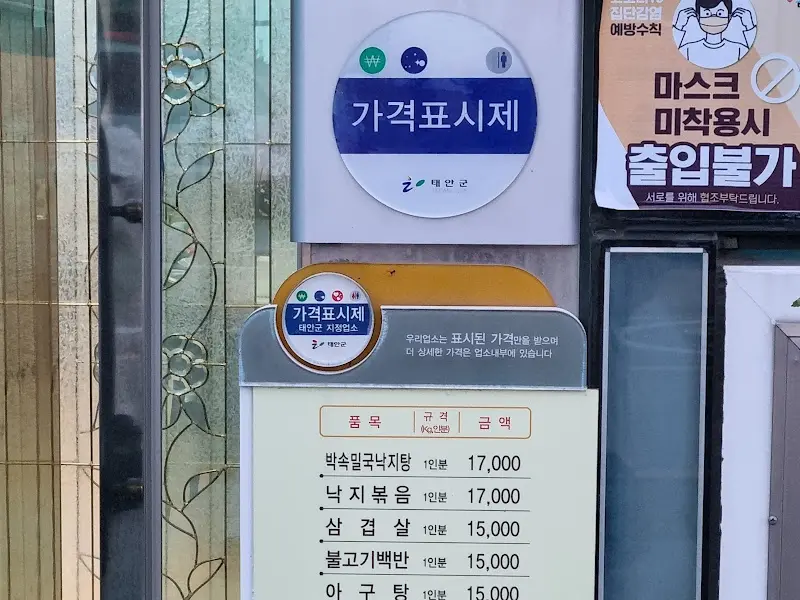 ₩
가격표시제
태안군
집단감염
예방수칙
마스크
미착용시
출입불가
서로를 위해 협조부탁드립니다.
가격표시제
태안군 지정업소
태안군
우리업소는 표시된 가격만을 받으며
더 상세한 가격은 업소내부에 있습니다
품목 규격 (Kg,인분) 금액
박속밀국낙지탕 1인분 17,000
낙지볶음 1인분 17,000
삼겹살 1인분 15,000
불고기백반 1인분 15,000
아구탕 1인분 15,000